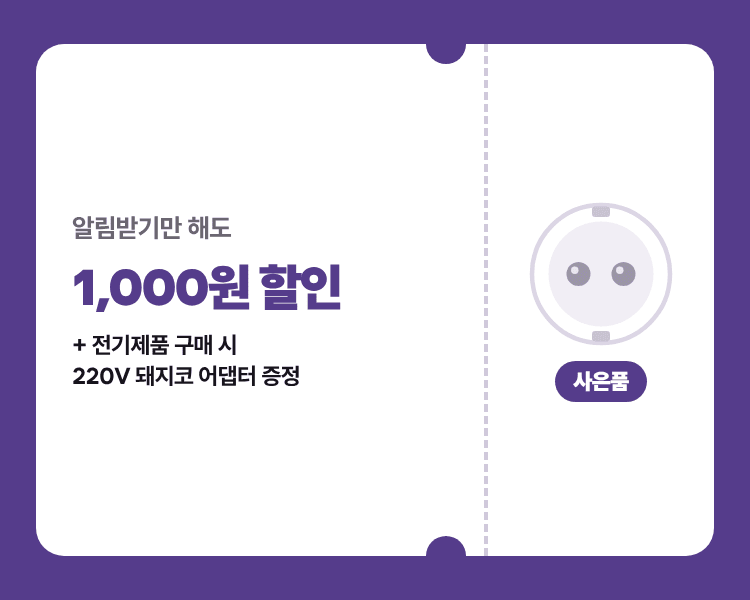 알림받기만 해도
1,000원 할인
+ 전기제품 구매 시
220V 돼지코 어댑터 증정
사은품